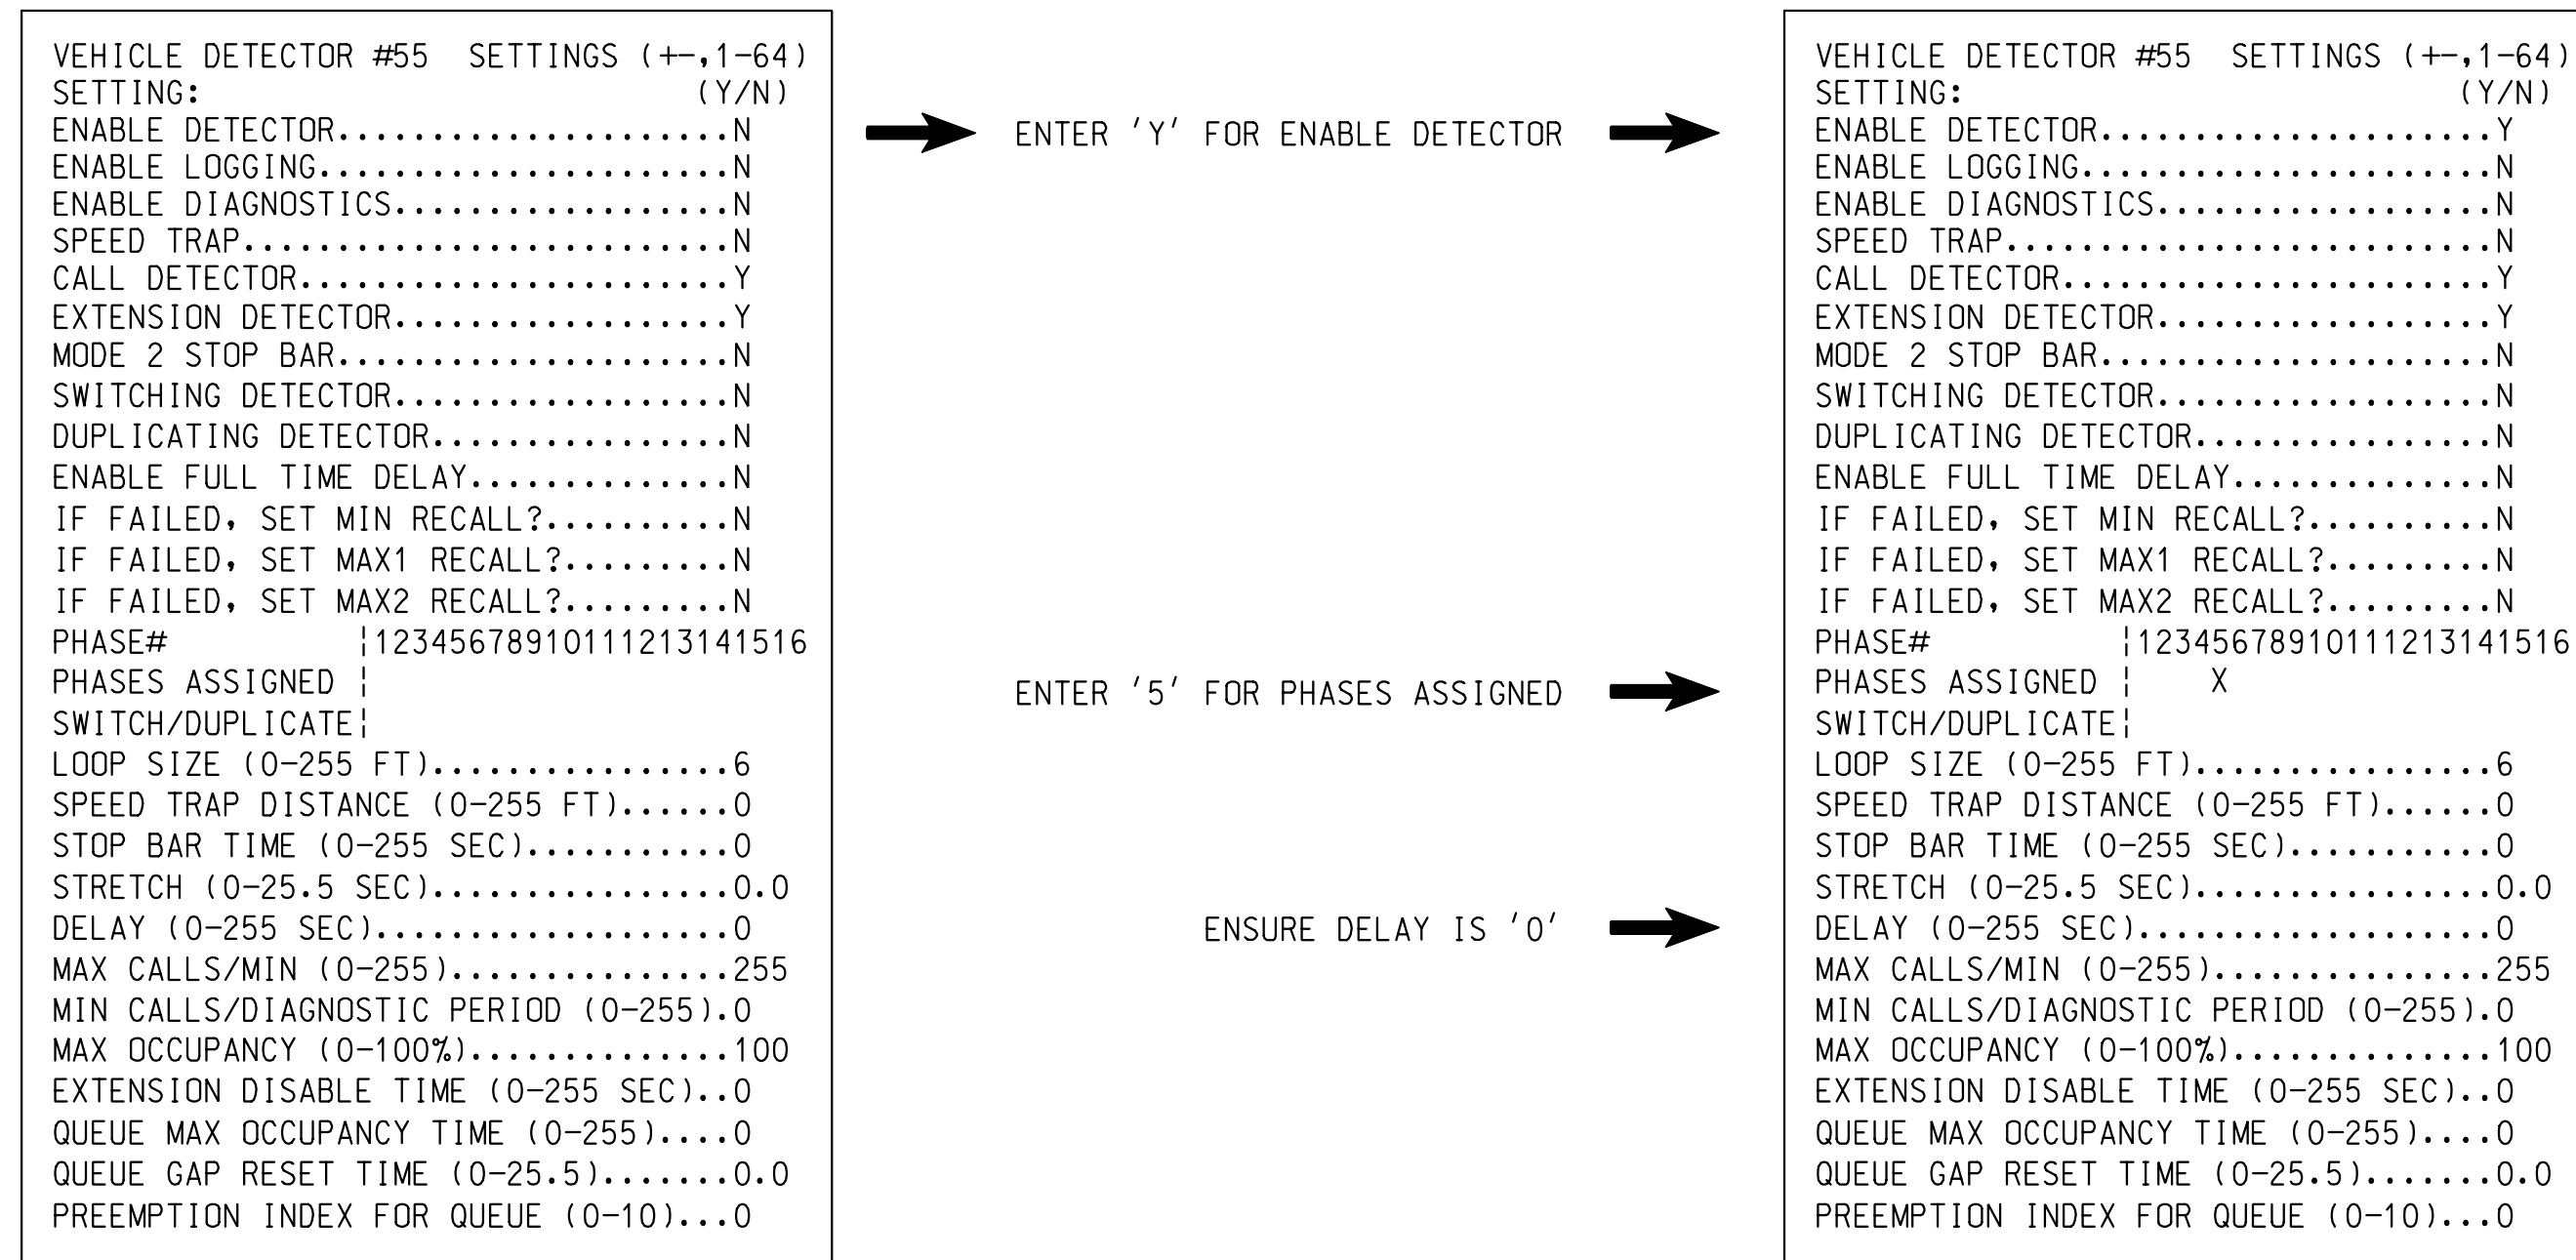 VEHICLE DETECTOR #55 SETTINGS (+-,1-64)
SETTING: (Y/N)
ENABLE DETECTOR.....................N
ENABLE LOGGING......................N
ENABLE DIAGNOSTICS..................N
SPEED TRAP..........................N
CALL DETECTOR.......................Y
EXTENSION DETECTOR..................Y
MODE 2 STOP BAR.....................N
SWITCHING DETECTOR..................N
DUPLICATING DETECTOR................N
ENABLE FULL TIME DELAY..............N
IF FAILED, SET MIN RECALL?..........N
IF FAILED, SET MAX1 RECALL?.........N
IF FAILED, SET MAX2 RECALL?.........N
PHASE# ¦12345678910111213141516
PHASES ASSIGNED ¦
SWITCH/DUPLICATE¦
LOOP SIZE (0-255 FT)................6
SPEED TRAP DISTANCE (0-255 FT)......0
STOP BAR TIME (0-255 SEC)...........0
STRETCH (0-25.5 SEC)................0.0
DELAY (0-255 SEC)...................0
MAX CALLS/MIN (0-255)...............255
MIN CALLS/DIAGNOSTIC PERIOD (0-255).0
MAX OCCUPANCY (0-100%)..............100
EXTENSION DISABLE TIME (0-255 SEC)..0
QUEUE MAX OCCUPANCY TIME (0-255)....0
QUEUE GAP RESET TIME (0-25.5).......0.0
PREEMPTION INDEX FOR QUEUE (0-10)...0
ENTER 'Y' FOR ENABLE DETECTOR
ENTER '5' FOR PHASES ASSIGNED
ENSURE DELAY IS '0'
VEHICLE DETECTOR #55 SETTINGS (+-,1-64)
SETTING: (Y/N)
ENABLE DETECTOR.....................Y
ENABLE LOGGING......................N
ENABLE DIAGNOSTICS..................N
SPEED TRAP..........................N
CALL DETECTOR.......................Y
EXTENSION DETECTOR..................Y
MODE 2 STOP BAR.....................N
SWITCHING DETECTOR..................N
DUPLICATING DETECTOR................N
ENABLE FULL TIME DELAY..............N
IF FAILED, SET MIN RECALL?..........N
IF FAILED, SET MAX1 RECALL?.........N
IF FAILED, SET MAX2 RECALL?.........N
PHASE# ¦12345678910111213141516
PHASES ASSIGNED ¦ X
SWITCH/DUPLICATE¦
LOOP SIZE (0-255 FT)................6
SPEED TRAP DISTANCE (0-255 FT)......0
STOP BAR TIME (0-255 SEC)...........0
STRETCH (0-25.5 SEC)................0.0
DELAY (0-255 SEC)...................0
MAX CALLS/MIN (0-255)...............255
MIN CALLS/DIAGNOSTIC PERIOD (0-255).0
MAX OCCUPANCY (0-100%)..............100
EXTENSION DISABLE TIME (0-255 SEC)..0
QUEUE MAX OCCUPANCY TIME (0-255)....0
QUEUE GAP RESET TIME (0-25.5).......0.0
PREEMPTION INDEX FOR QUEUE (0-10)...0